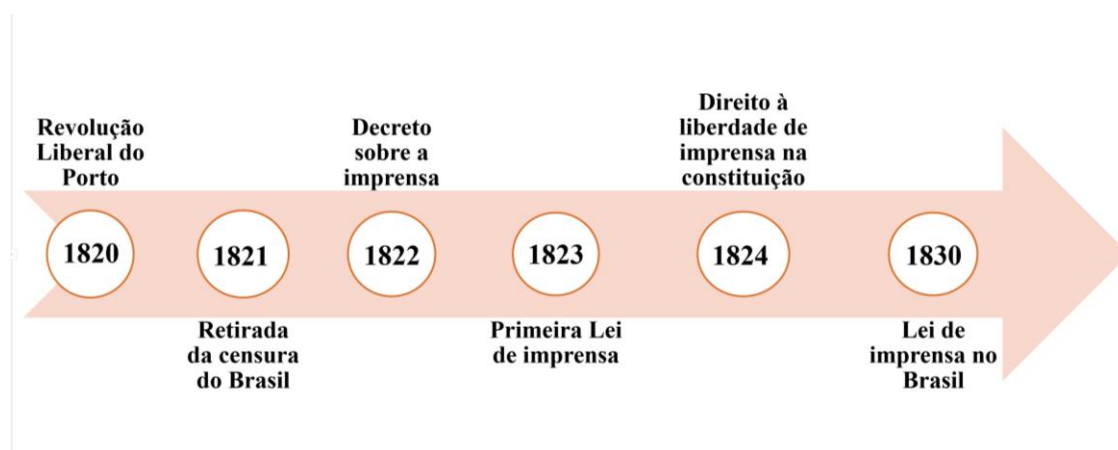 Revolução
Liberal do
Porto
1820
1821
Retirada
da censura
do Brasil
Decreto
sobre a
imprensa
1822
1823
Primeira Lei
de imprensa
Direito à
liberdade de
imprensa na
constituição
1824
1830
Lei de
imprensa no
Brasil